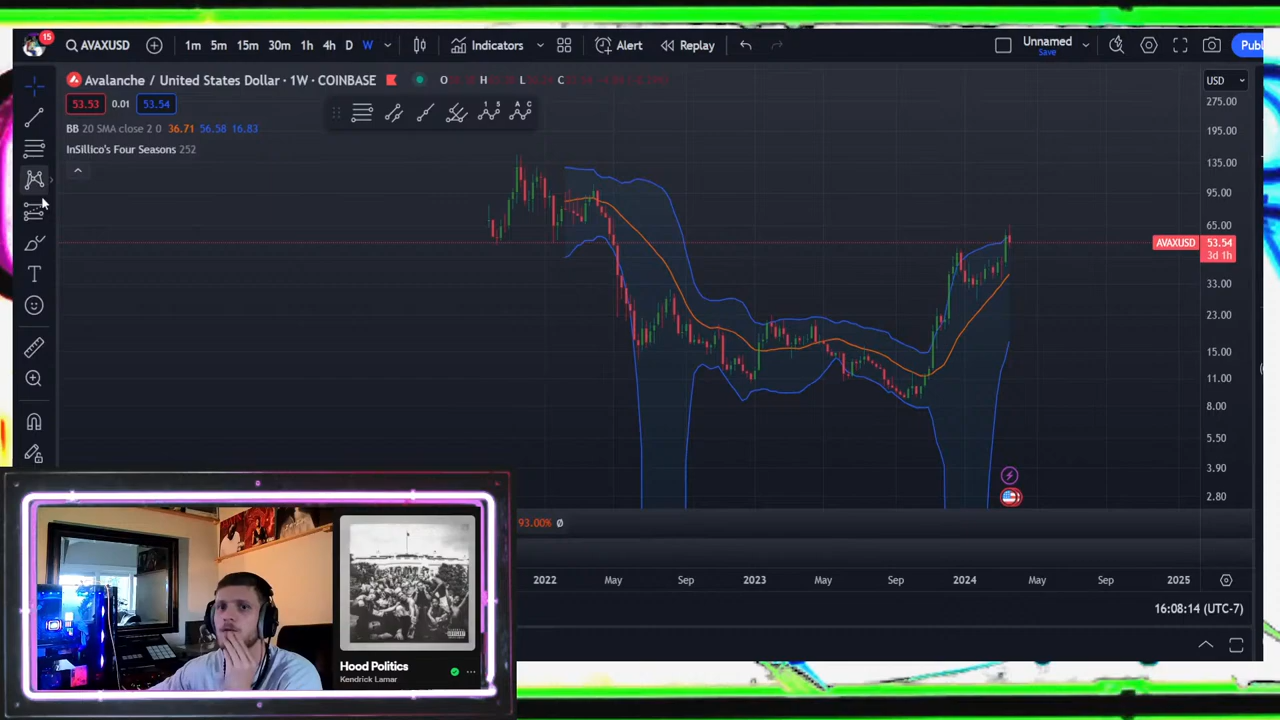 15
AVAXUSD
1m 5m 15m 30m 1h 4h D W
Indicators
Alert
Replay
Unnamed
Save
Publ
Avalanche / United States Dollar · 1W · COINBASE
O H L C
53.53 0.01 53.54
BB 20 SMA close 2 0 36.71 56.58 16.83
InSillico's Four Seasons 252
USD
275.00
195.00
135.00
95.00
65.00
AVAXUSD 53.54
3d 1h
33.00
23.00
15.00
11.00
8.00
5.50
3.90
2.80
93.00% Ø
2022 May Sep 2023 May Sep 2024 May Sep 2025
16:08:14 (UTC-7)
Hood Politics
Kendrick Lamar